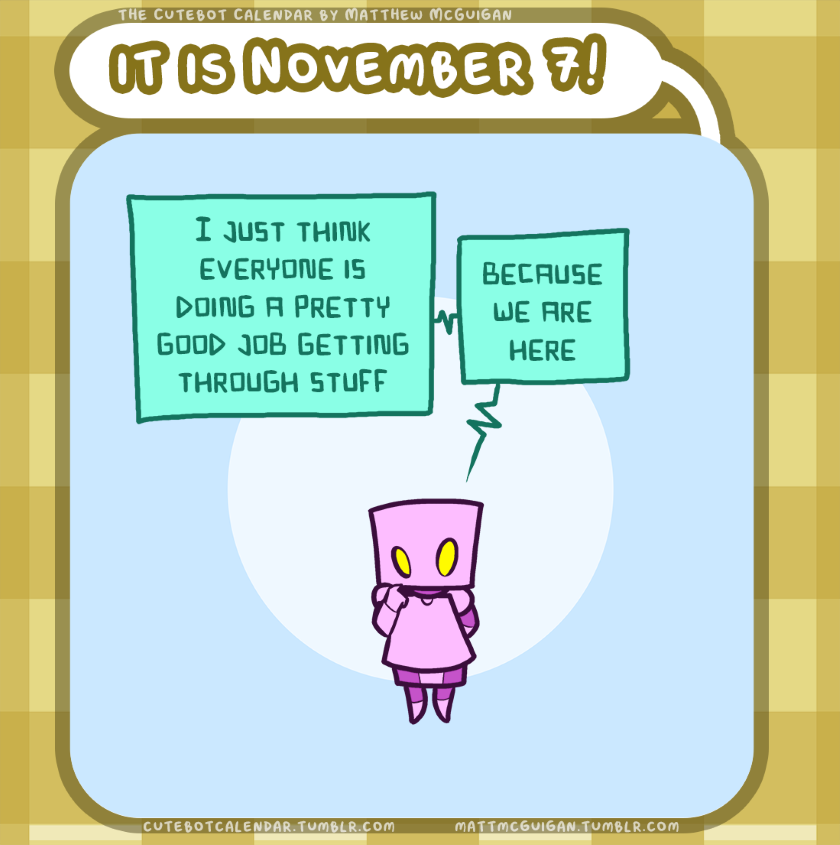 THE CUTEBOT CALENDAR BY MATTHEW MCGUIGAN
IT IS NOVEMBER 7!
I JUST THINK
EVERYONE IS
DOING A PRETTY
GOOD JOB GETTING
THROUGH STUFF
BECAUSE
WE ARE
HERE
CUTEBOTCALENDAR.TUMBLR.COM
MATTMCGUIGAN.TUMBLR.COM